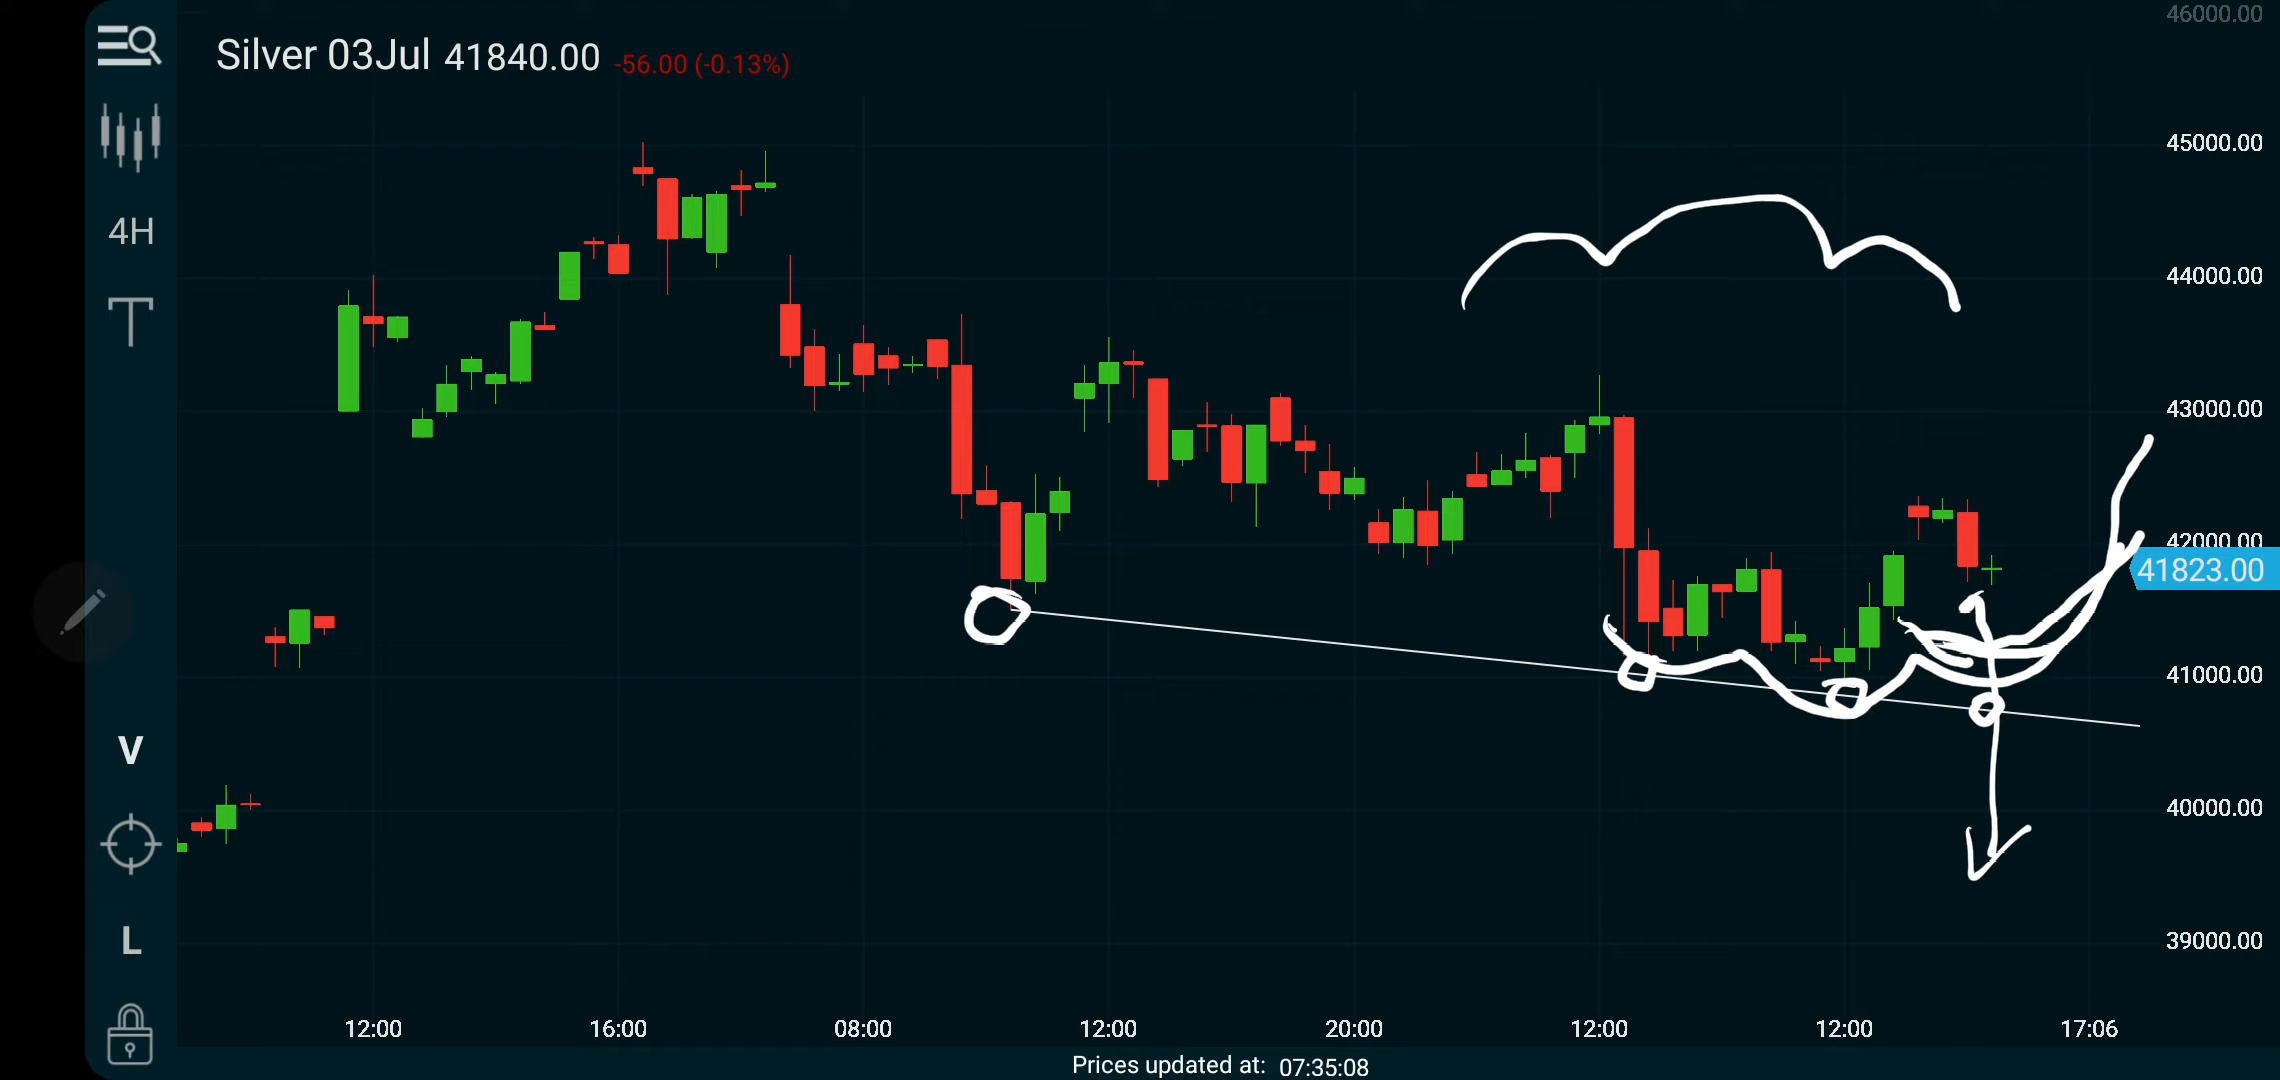 46000.00
Silver 03Jul 41840.00 -56.00 (-0.13%)
45000.00
4H
44000.00
T
43000.00
42000.00
41823.00
41000.00
V
40000.00
L
39000.00
12:00 16:00 08:00 12:00 20:00 12:00 12:00 17:06
Prices updated at: 07:35:08